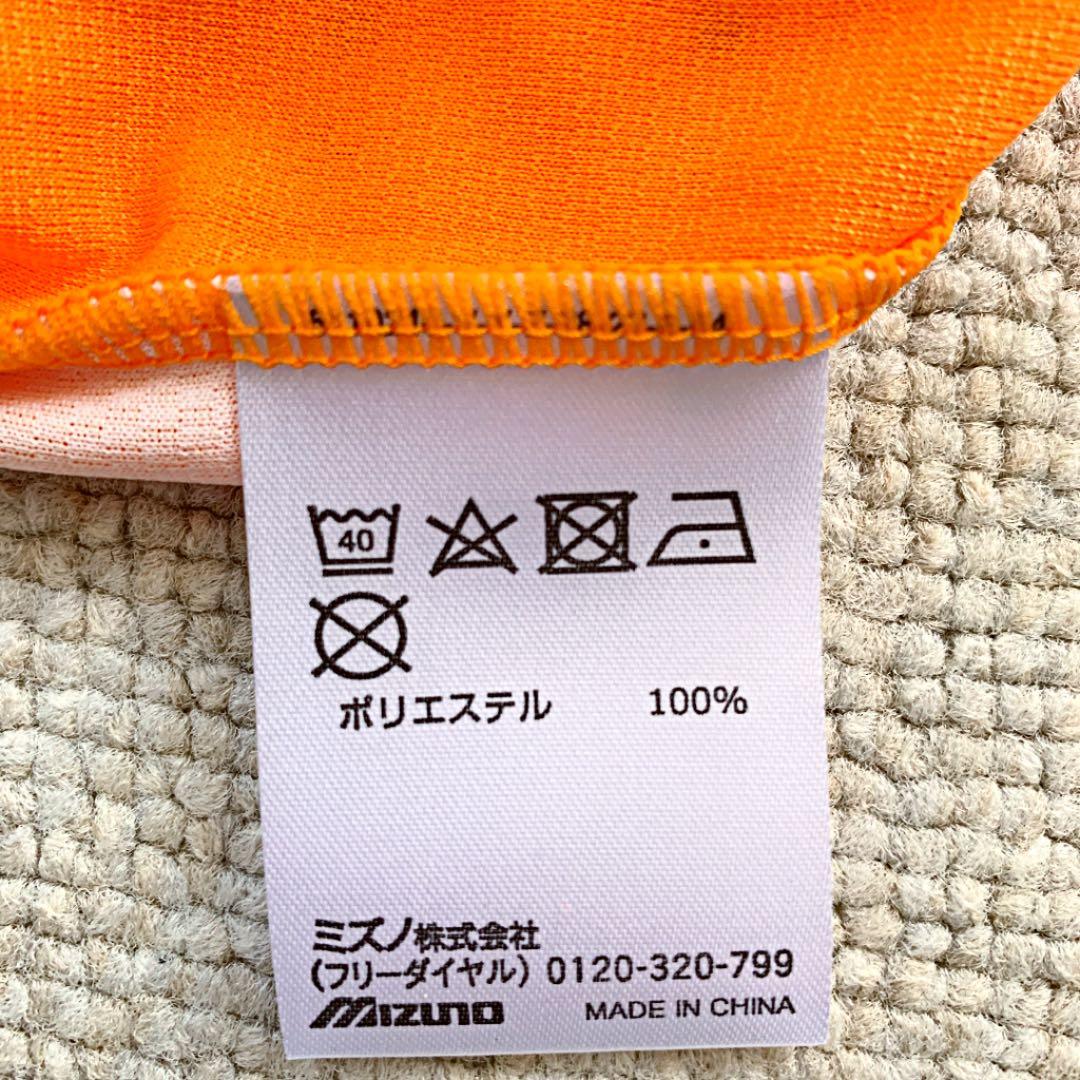 40
ポリエステル 100%
ミズノ株式会社
(フリーダイヤル) 0120-320-799
MIZUNO MADE IN CHINA